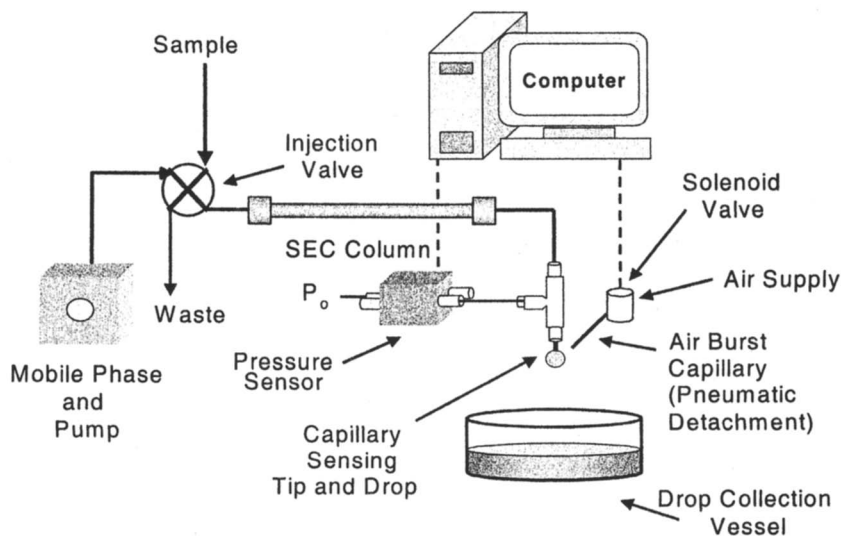 Sample
Computer
Injection
Valve
Solenoid
Valve
SEC Column
Air Supply
Po
Waste
Pressure
Sensor
Air Burst
Capillary
(Pneumatic
Detachment)
Mobile Phase
and
Pump
Capillary
Sensing
Tip and Drop
Drop Collection
Vessel